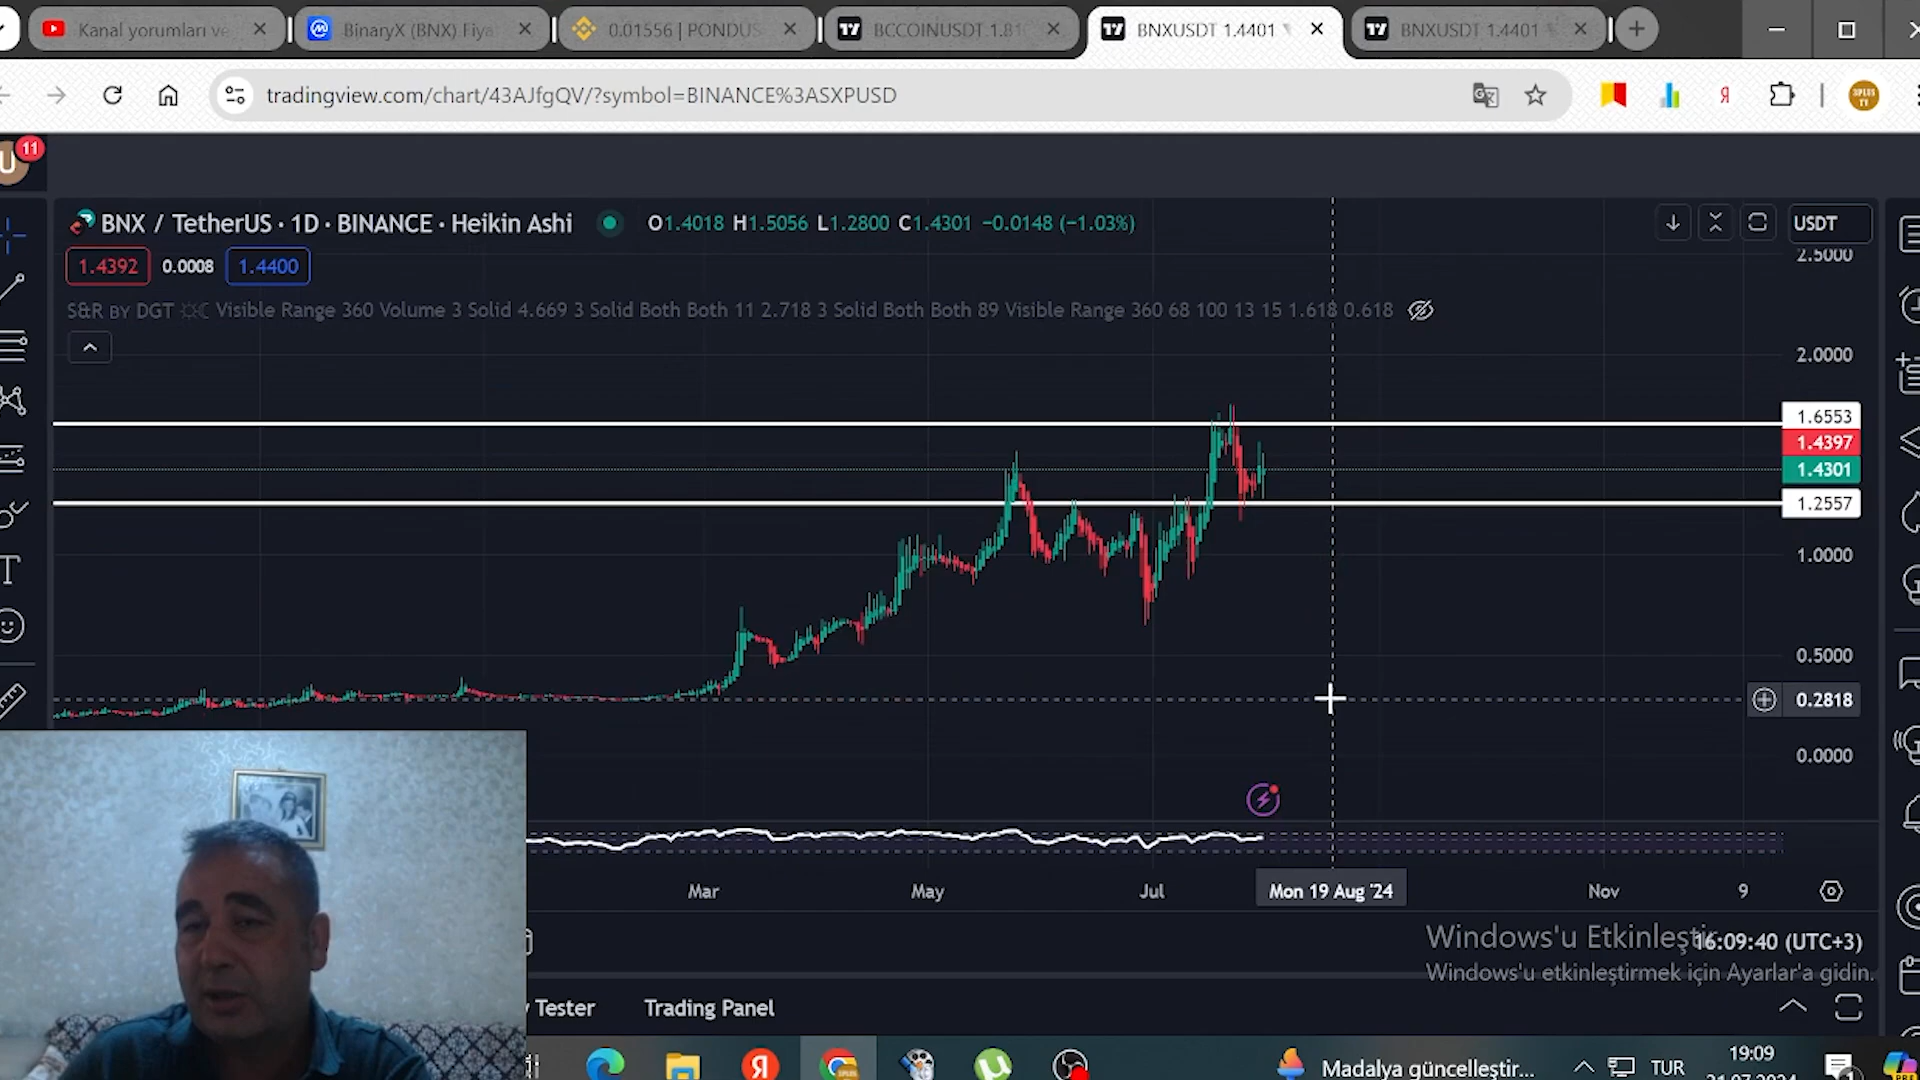 Kanal yorumları ve
BinaryX (BNX) Fiya
0.01556 | PONDUS
BCCOINUSDT 1.81
BNXUSDT 1.4401
BNXUSDT 1.4401
tradingview.com/chart/43AJfgQV/?symbol=BINANCE%3ASXPUSD
U
11
BNX / TetherUS · 1D · BINANCE · Heikin Ashi
O1.4018 H1.5056 L1.2800 C1.4301 −0.0148 (−1.03%)
USDT
1.4392
0.0008
1.4400
S&R BY DGT Visible Range 360 Volume 3 Solid 4.669 3 Solid Both Both 11 2.718 3 Solid Both Both 89 Visible Range 360 68 100 13 15 1.618 0.618
2.5000
2.0000
1.6553
1.4397
1.4301
1.2557
1.0000
0.5000
0.2818
0.0000
Mar
May
Jul
Mon 19 Aug '24
Nov
9
Windows'u Etkinleştir
16:09:40 (UTC+3)
Windows'u etkinleştirmek için Ayarlar'a gidin.
Tester
Trading Panel
Madalya güncelleştir...
TUR
19:09